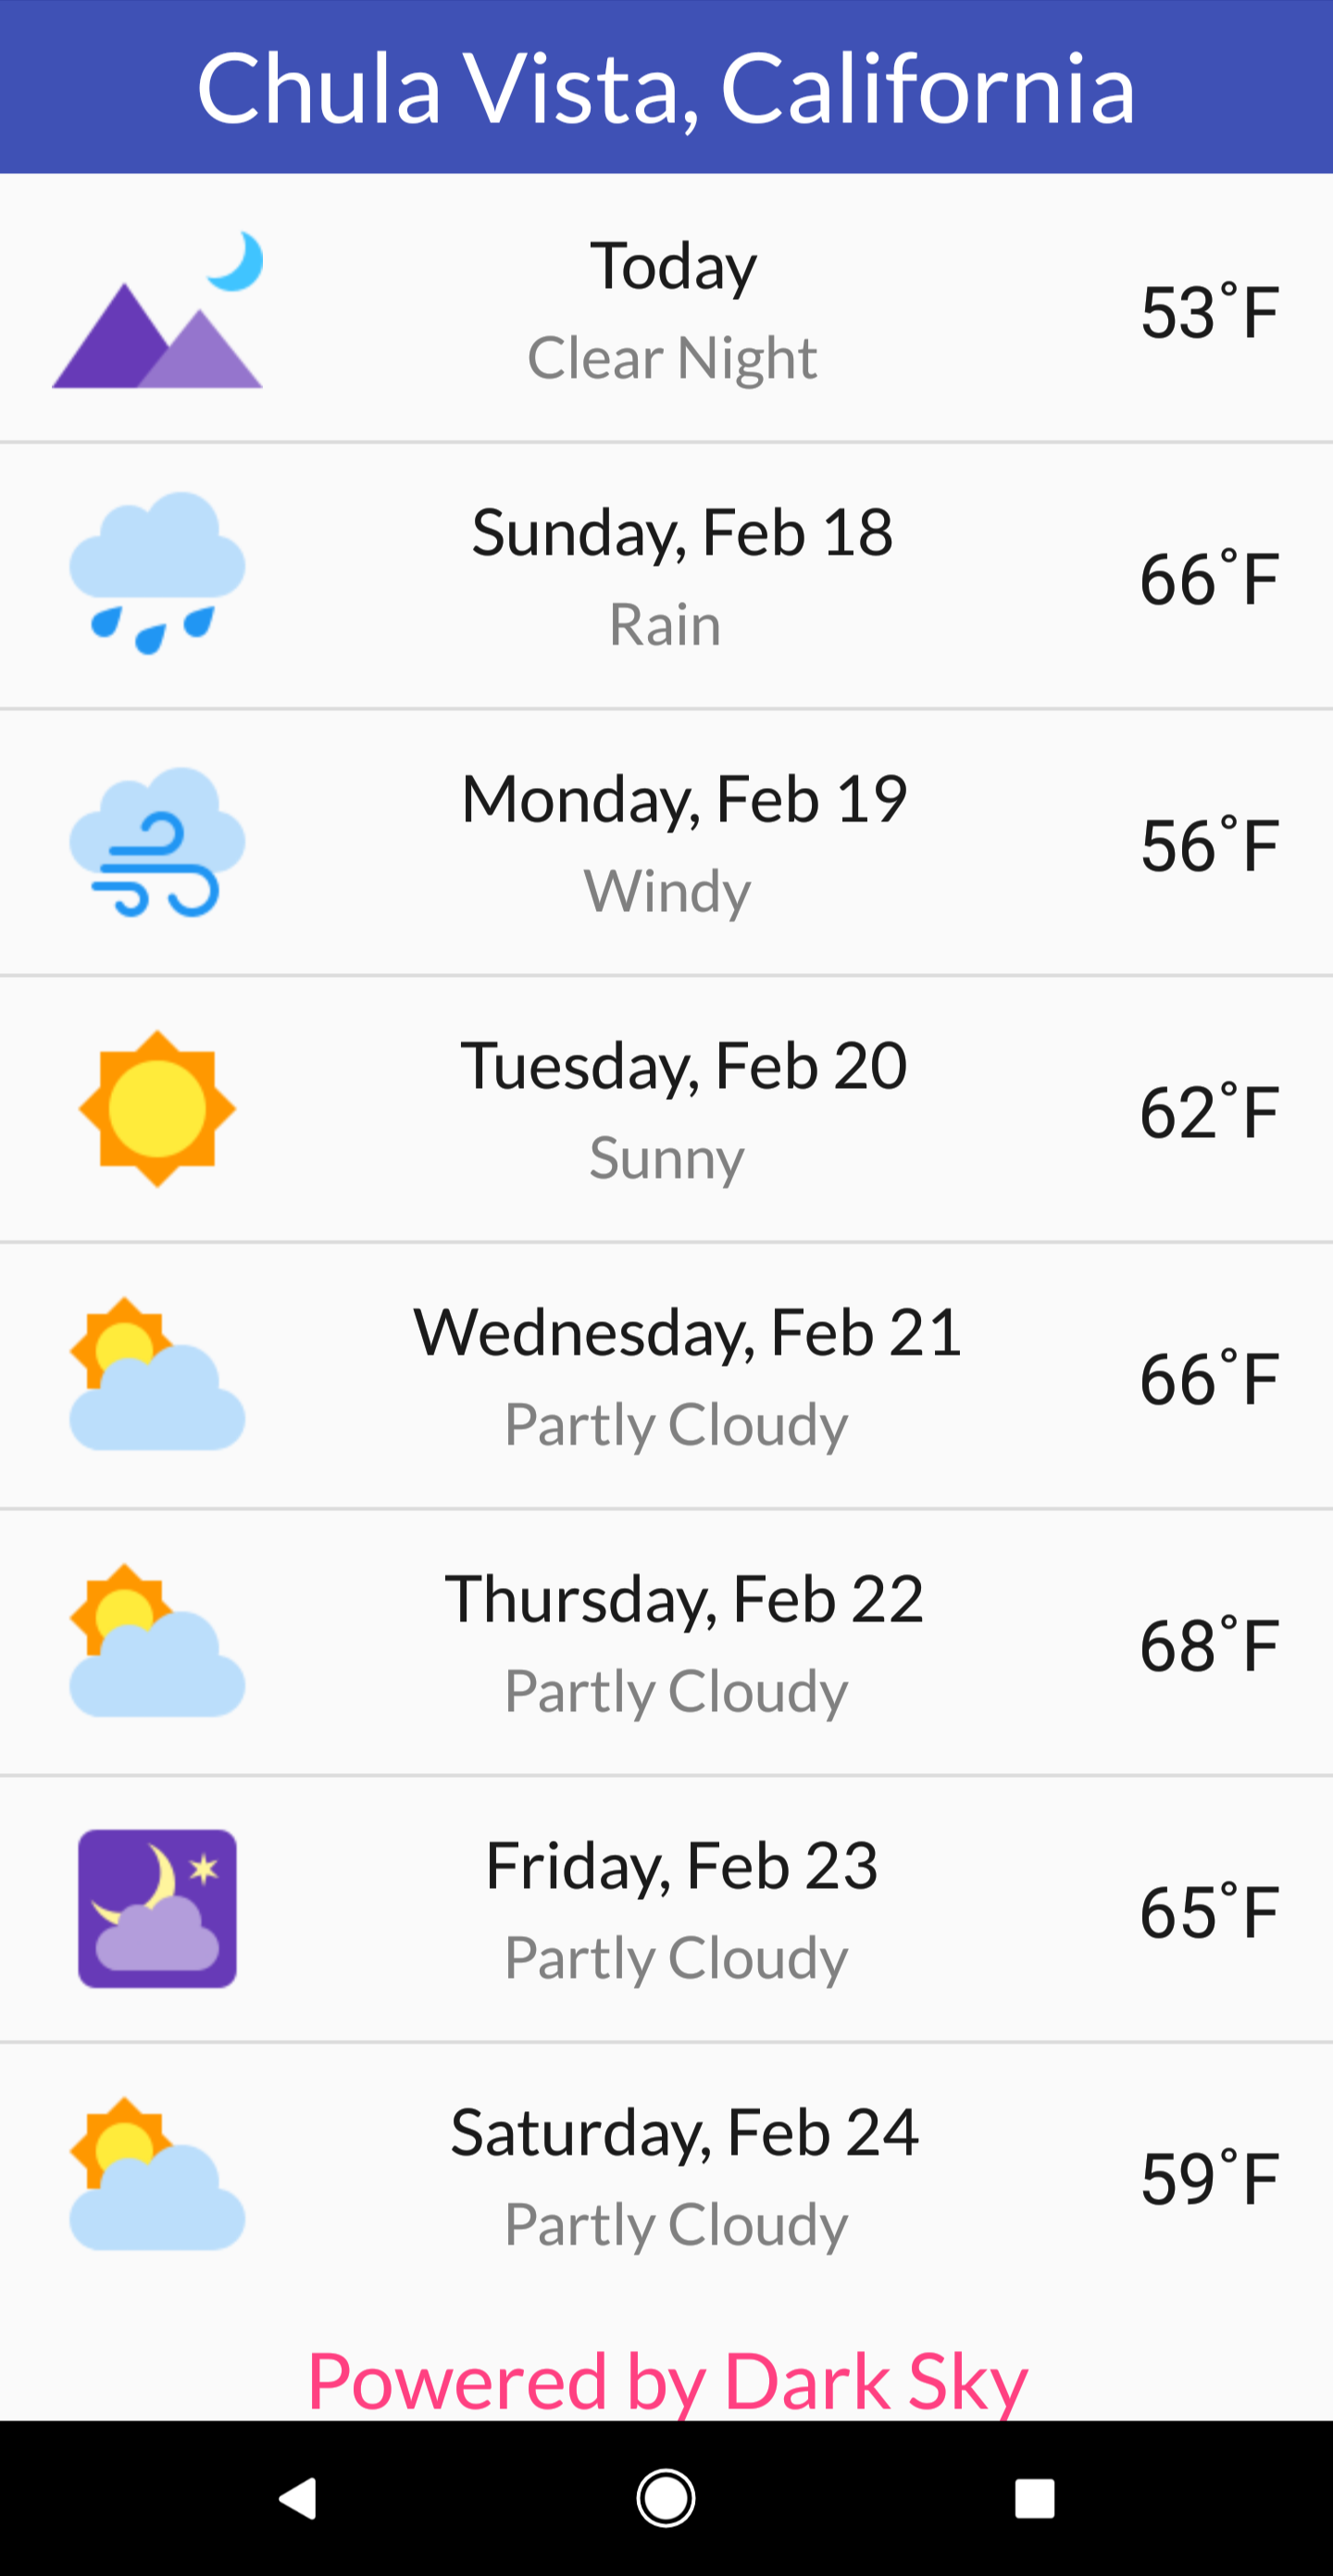 Chula Vista, California
Today
Clear Night
53°F
Sunday, Feb 18
Rain
66°F
Monday, Feb 19
Windy
56°F
Tuesday, Feb 20
Sunny
62°F
Wednesday, Feb 21
Partly Cloudy
66°F
Thursday, Feb 22
Partly Cloudy
68°F
Friday, Feb 23
Partly Cloudy
65°F
Saturday, Feb 24
Partly Cloudy
59°F
Powered by Dark Sky